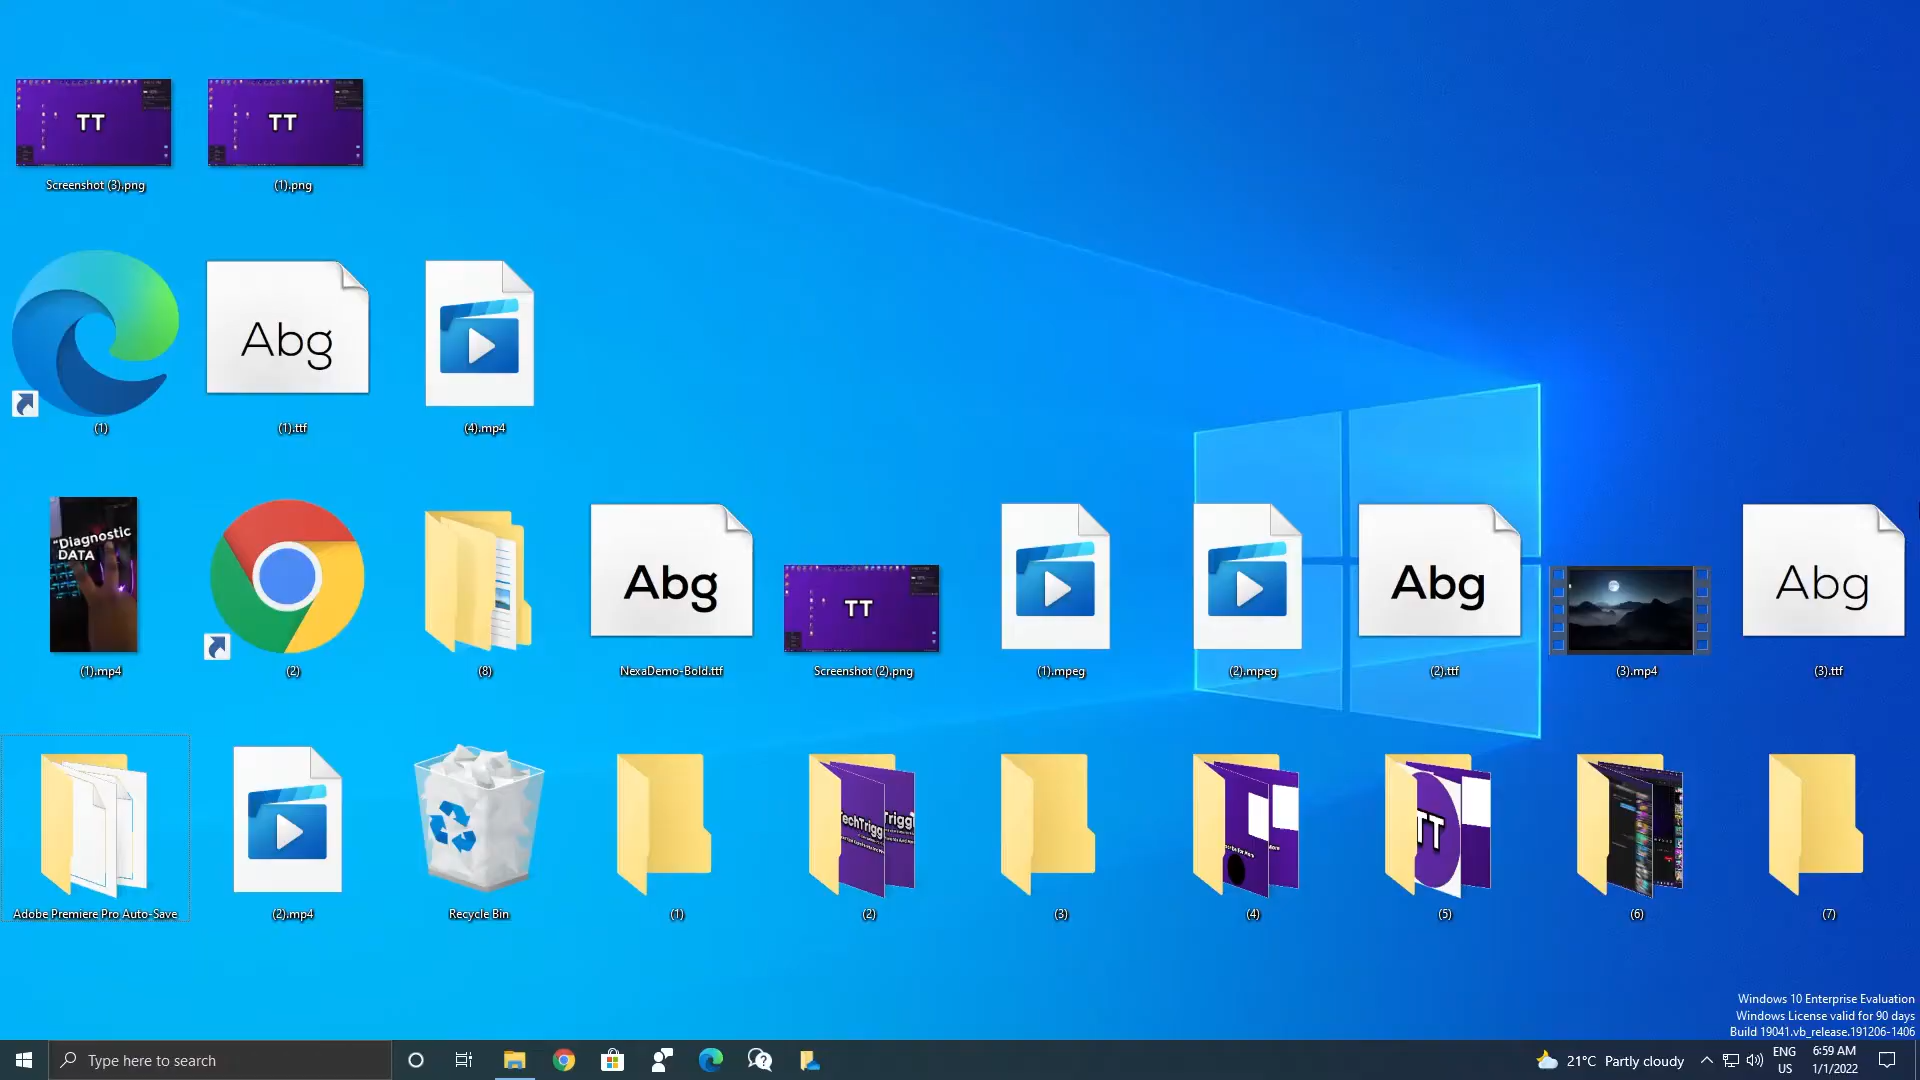 TT
TT
Screenshot (3).png
(1).png
Abg
(1)
(1).ttf
(4).mp4
"Diagnostic
DATA
Abg
TT
Abg
Abg
(1).mp4
(2)
(8)
NexaDemo-Bold.ttf
Screenshot (2).png
(1).mpeg
(2).mpeg
(2).ttf
(3).mp4
(3).ttf
TT
Adobe Premiere Pro Auto-Save
(2).mp4
Recycle Bin
(1)
(2)
(3)
(4)
(5)
(6)
(7)
Windows 10 Enterprise Evaluation
Windows License valid for 90 days
Build 19041.vb_release.191206-1406
Type here to search
21°C Partly cloudy
ENG
US
6:59 AM
1/1/2022